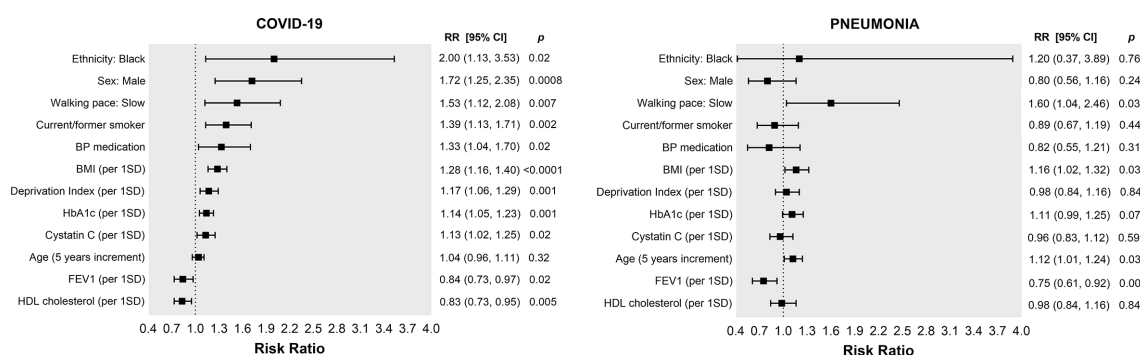 COVID-19
RR [95% CI] p
Ethnicity: Black 2.00 (1.13, 3.53) 0.02
Sex: Male 1.72 (1.25, 2.35) 0.0008
Walking pace: Slow 1.53 (1.12, 2.08) 0.007
Current/former smoker 1.39 (1.13, 1.71) 0.002
BP medication 1.33 (1.04, 1.70) 0.02
BMI (per 1SD) 1.28 (1.16, 1.40) <0.0001
Deprivation Index (per 1SD) 1.17 (1.06, 1.29) 0.001
HbA1c (per 1SD) 1.14 (1.05, 1.23) 0.001
Cystatin C (per 1SD) 1.13 (1.02, 1.25) 0.02
Age (5 years increment) 1.04 (0.96, 1.11) 0.32
FEV1 (per 1SD) 0.84 (0.73, 0.97) 0.02
HDL cholesterol (per 1SD) 0.83 (0.73, 0.95) 0.005
0.4 0.7 1.0 1.3 1.6 1.9 2.2 2.5 2.8 3.1 3.4 3.7 4.0
Risk Ratio
PNEUMONIA
RR [95% CI] p
Ethnicity: Black 1.20 (0.37, 3.89) 0.76
Sex: Male 0.80 (0.56, 1.16) 0.24
Walking pace: Slow 1.60 (1.04, 2.46) 0.03
Current/former smoker 0.89 (0.67, 1.19) 0.44
BP medication 0.82 (0.55, 1.21) 0.31
BMI (per 1SD) 1.16 (1.02, 1.32) 0.03
Deprivation Index (per 1SD) 0.98 (0.84, 1.16) 0.84
HbA1c (per 1SD) 1.11 (0.99, 1.25) 0.07
Cystatin C (per 1SD) 0.96 (0.83, 1.12) 0.59
Age (5 years increment) 1.12 (1.01, 1.24) 0.03
FEV1 (per 1SD) 0.75 (0.61, 0.92) 0.00
HDL cholesterol (per 1SD) 0.98 (0.84, 1.16) 0.84
0.4 0.7 1.0 1.3 1.6 1.9 2.2 2.5 2.8 3.1 3.4 3.7 4.0
Risk Ratio